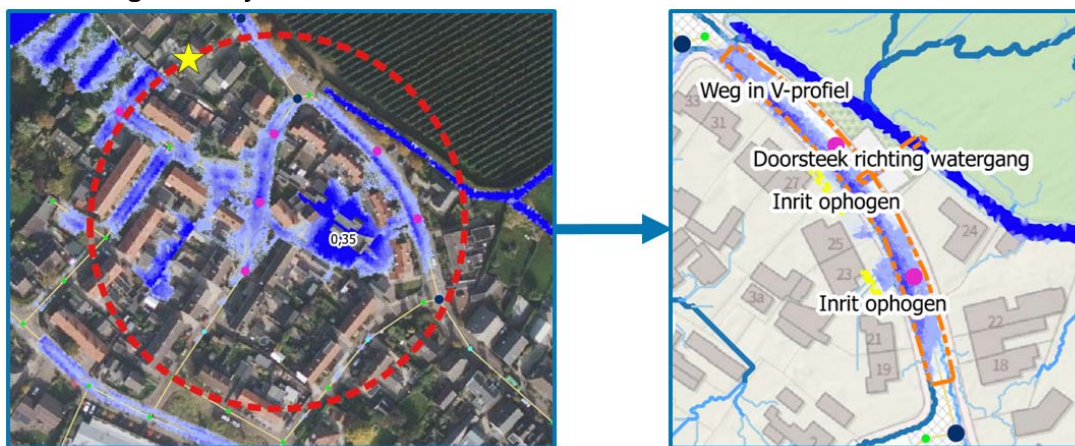 0,35
Weg in V-profiel
33
31
Doorsteek richting watergang
27
Inrit ophogen
25
24
23
Inrit ophogen
3a
22
21
19
18